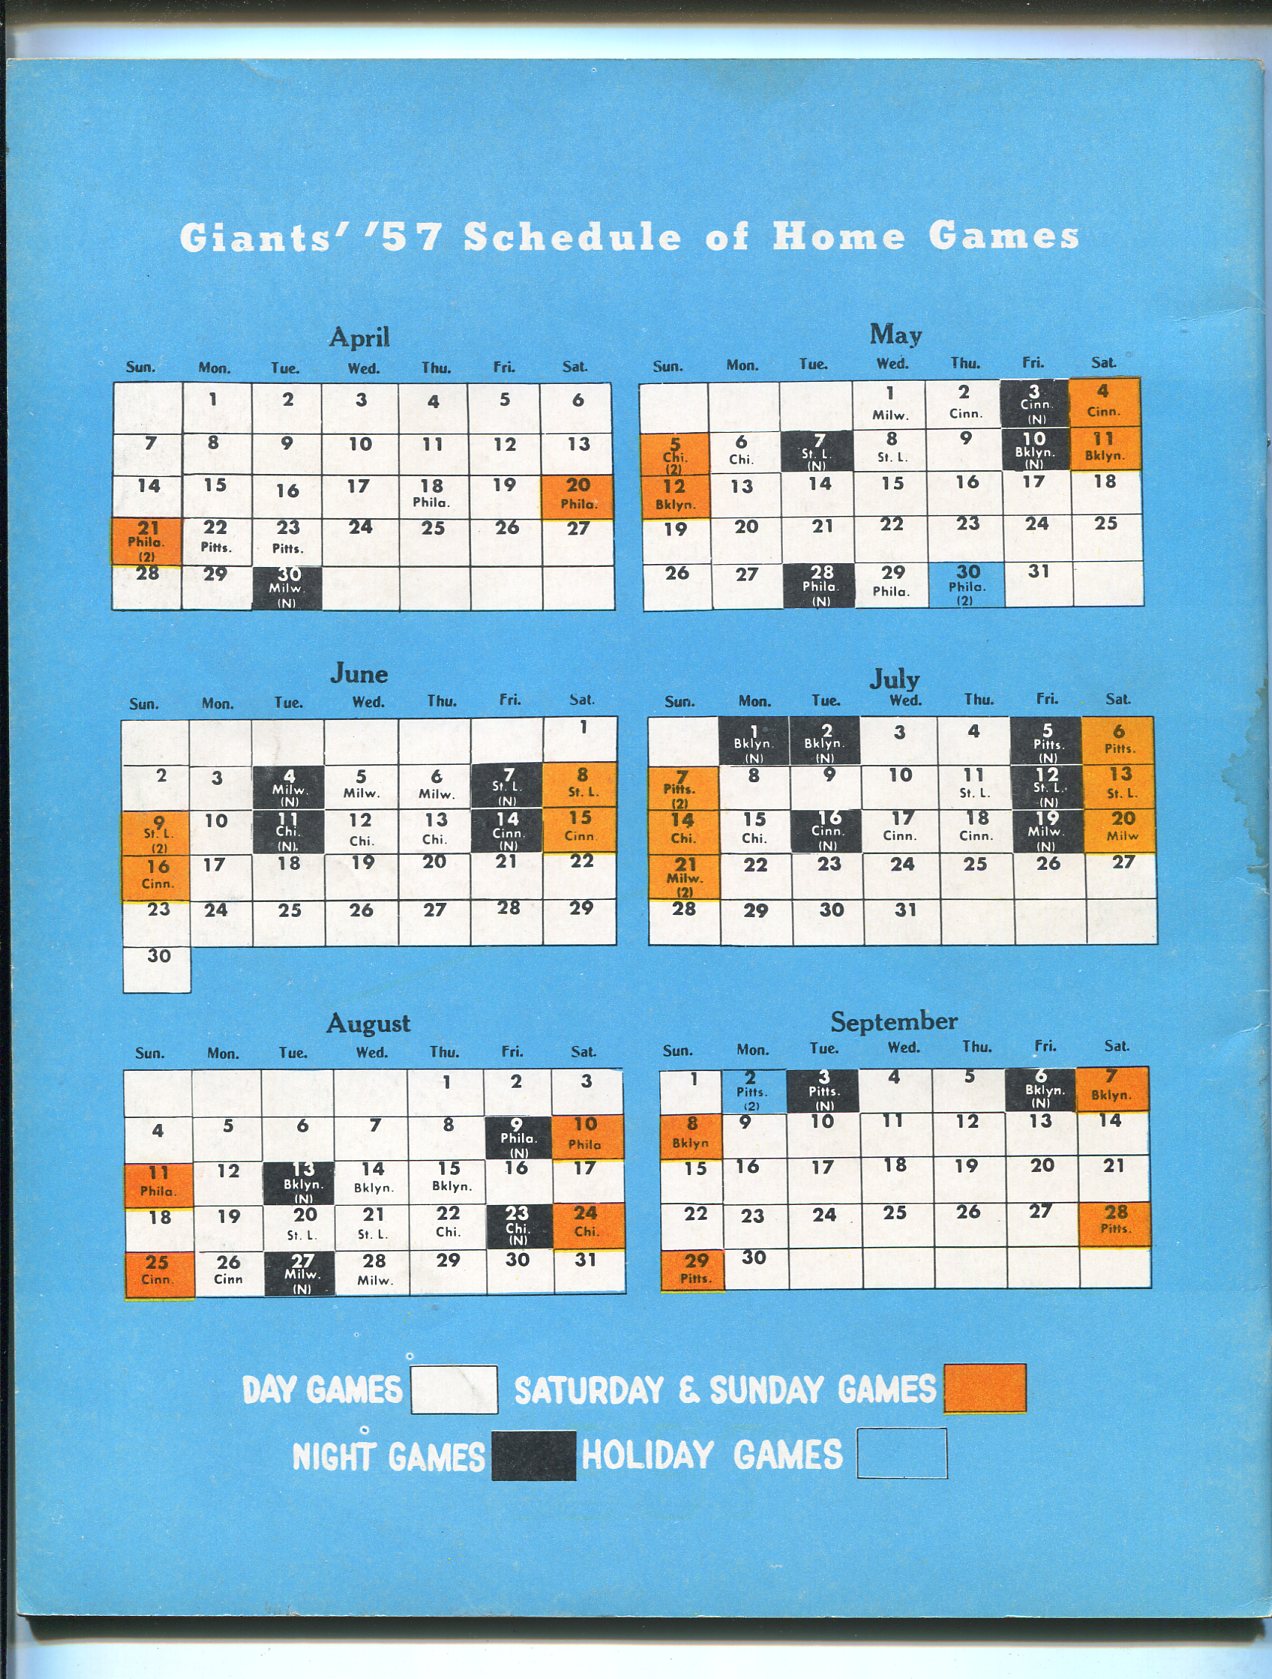 Giants' '57 Schedule of Home Games
April
Sun. Mon. Tue. Wed. Thu. Fri. Sat.
1 2 3 4 5 6
7 8 9 10 11 12 13
14 15 16 17 18 19 20
Phila. Phila.
21 22 23 24 25 26 27
Phila. Pitts. Pitts.
(2)
28 29 30
Milw.
(N)
May
Sun. Mon. Tue. Wed. Thu. Fri. Sat.
1 2 3 4
Milw. Cinn. Cinn. Cinn.
(N)
5 6 7 8 9 10 11
Chi. Chi. St. L. St. L. Bklyn. Bklyn.
(2) (N) (N)
12 13 14 15 16 17 18
Bklyn.
19 20 21 22 23 24 25
26 27 28 29 30 31
Phila. Phila. Phila.
(N) (2)
June
Sun. Mon. Tue. Wed. Thu. Fri. Sat.
1
2 3 4 5 6 7 8
Milw. Milw. Milw. St. L. St. L.
(N) (N)
9 10 11 12 13 14 15
St. L. Chi. Chi. Chi. Cinn. Cinn.
(2) (N). (N)
16 17 18 19 20 21 22
Cinn.
23 24 25 26 27 28 29
30
July
Sun. Mon. Tue. Wed. Thu. Fri. Sat.
1 2 3 4 5 6
Bklyn. Bklyn. Pitts. Pitts.
(N) (N) (N)
7 8 9 10 11 12 13
Pitts. St. L. St. L. St. L.
(2) (N)
14 15 16 17 18 19 20
Chi. Chi. Cinn. Cinn. Cinn. Milw. Milw
(N) (N)
21 22 23 24 25 26 27
Milw.
(2)
28 29 30 31
August
Sun. Mon. Tue. Wed. Thu. Fri. Sat.
1 2 3
4 5 6 7 8 9 10
Phila. Phila
(N)
11 12 13 14 15 16 17
Phila. Bklyn. Bklyn. Bklyn.
(N)
18 19 20 21 22 23 24
St. L. St. L. Chi. Chi. Chi.
(N)
25 26 27 28 29 30 31
Cinn. Cinn Milw. Milw.
(N)
September
Sun. Mon. Tue. Wed. Thu. Fri. Sat.
1 2 3 4 5 6 7
Pitts. Pitts. Bklyn. Bklyn.
(2) (N) (N)
8 9 10 11 12 13 14
Bklyn
15 16 17 18 19 20 21
22 23 24 25 26 27 28
Pitts.
29 30
Pitts.
DAY GAMES SATURDAY & SUNDAY GAMES
NIGHT GAMES HOLIDAY GAMES